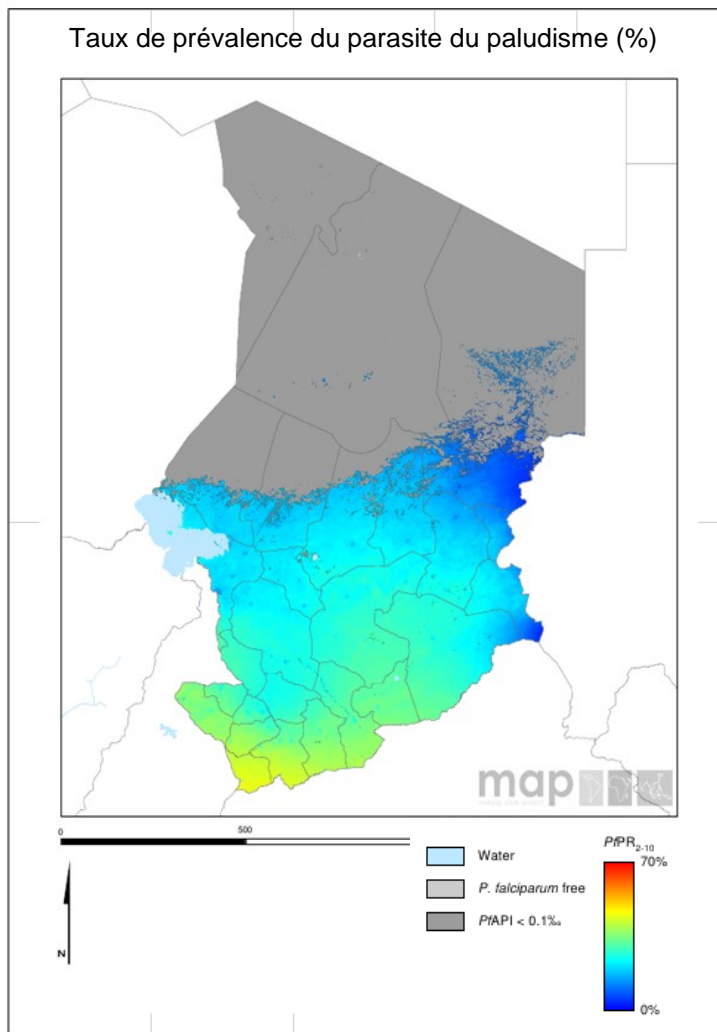 Taux de prévalence du parasite du paludisme (%)
map
0 500
Water
P. falciparum free
PfAPI < 0.1‰
PfPR2-10
70%
0%
N